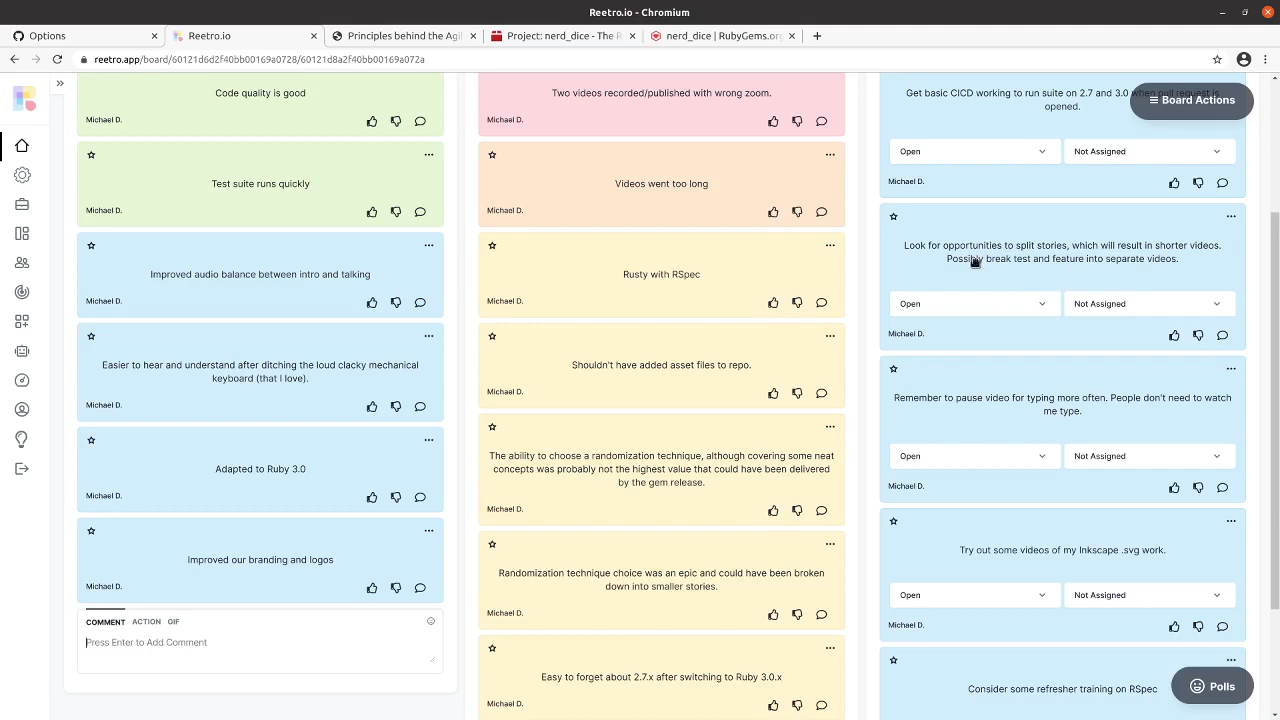 Reetro.io - Chromium
Options
Reetro.io
Principles behind the Agil
Project: nerd_dice - The R
nerd_dice | RubyGems.org
reetro.app/board/60121d6d2f40bb00169a0728/60121d8a2f40bb00169a072a
Board Actions
Code quality is good
Michael D.
Test suite runs quickly
Michael D.
Improved audio balance between intro and talking
Michael D.
Easier to hear and understand after ditching the loud clacky mechanical
keyboard (that I love).
Michael D.
Adapted to Ruby 3.0
Michael D.
Improved our branding and logos
Michael D.
COMMENT ACTION GIF
Press Enter to Add Comment
Two videos recorded/published with wrong zoom.
Michael D.
Videos went too long
Michael D.
Rusty with RSpec
Michael D.
Shouldn't have added asset files to repo.
Michael D.
The ability to choose a randomization technique, although covering some neat
concepts was probably not the highest value that could have been delivered
by the gem release.
Michael D.
Randomization technique choice was an epic and could have been broken
down into smaller stories.
Michael D.
Easy to forget about 2.7.x after switching to Ruby 3.0.x
Michael D.
Get basic CICD working to run suite on 2.7 and 3.0 when pull request is
opened.
Open Not Assigned
Michael D.
Look for opportunities to split stories, which will result in shorter videos.
Possibly break test and feature into separate videos.
Open Not Assigned
Michael D.
Remember to pause video for typing more often. People don't need to watch
me type.
Open Not Assigned
Michael D.
Try out some videos of my Inkscape .svg work.
Open Not Assigned
Michael D.
Consider some refresher training on RSpec
Polls